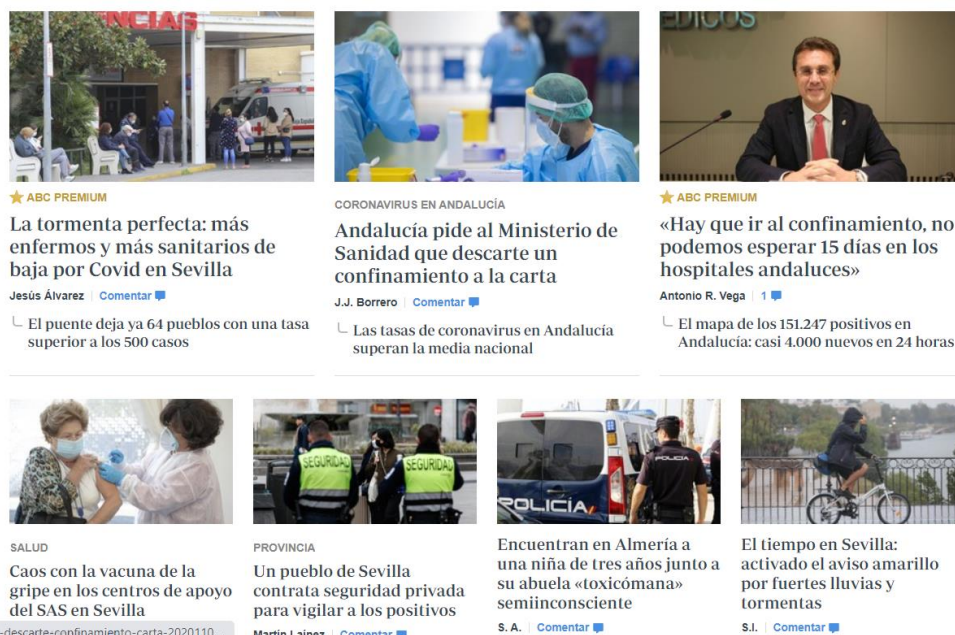 NCIAS
EDICOS
ABC PREMIUM
La tormenta perfecta: más
enfermos y más sanitarios de
baja por Covid en Sevilla
Jesús Álvarez Comentar
El puente deja ya 64 pueblos con una tasa
superior a los 500 casos
CORONAVIRUS EN ANDALUCÍA
Andalucía pide al Ministerio de
Sanidad que descarte un
confinamiento a la carta
J.J. Borrero Comentar
Las tasas de coronavirus en Andalucía
superan la media nacional
ABC PREMIUM
«Hay que ir al confinamiento, no
podemos esperar 15 días en los
hospitales andaluces»
Antonio R. Vega 1
El mapa de los 151.247 positivos en
Andalucía: casi 4.000 nuevos en 24 horas
SALUD
Caos con la vacuna de la
gripe en los centros de apoyo
del SAS en Sevilla
-descarte-confinamiento-carta-2020110
SEGURIDAD
SEGURIDAD
PROVINCIA
Un pueblo de Sevilla
contrata seguridad privada
para vigilar a los positivos
Martín Laínez Comentar
POLICÍA
POLICIA
Encuentran en Almería a
una niña de tres años junto a
su abuela «toxicómana»
semiinconsciente
S. A. Comentar
El tiempo en Sevilla:
activado el aviso amarillo
por fuertes lluvias y
tormentas
S.I. Comentar